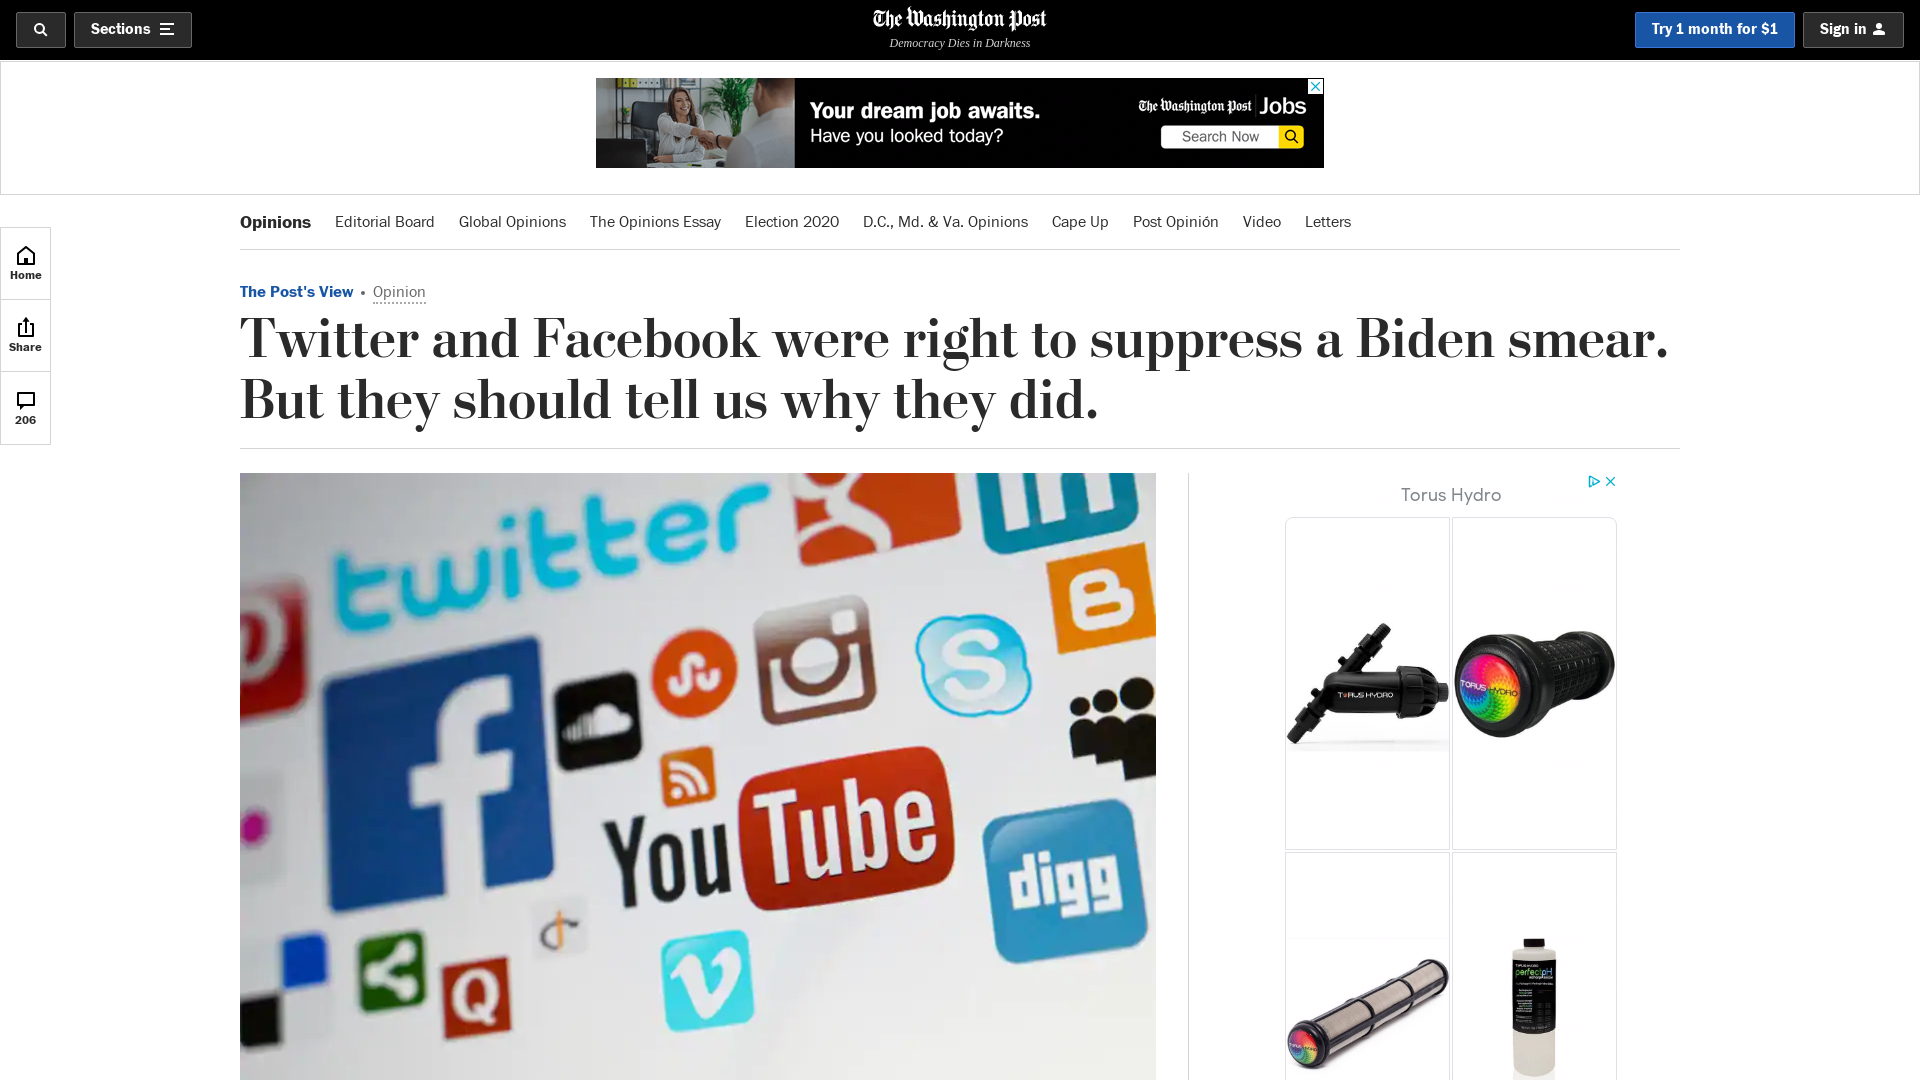 Sections
The Washington Post
Democracy Dies in Darkness
Try 1 month for $1
Sign in
Your dream job awaits.
Have you looked today?
The Washington Post Jobs
Search Now
Opinions Editorial Board Global Opinions The Opinions Essay Election 2020 D.C., Md. & Va. Opinions Cape Up Post Opinión Video Letters
Home
Share
206
The Post's View • Opinion
Twitter and Facebook were right to suppress a Biden smear.
But they should tell us why they did.
twitter
You Tube
digg
Torus Hydro
TORUS HYDRO
TORUS HYDRO
TORUS HYDRO
perfectpH